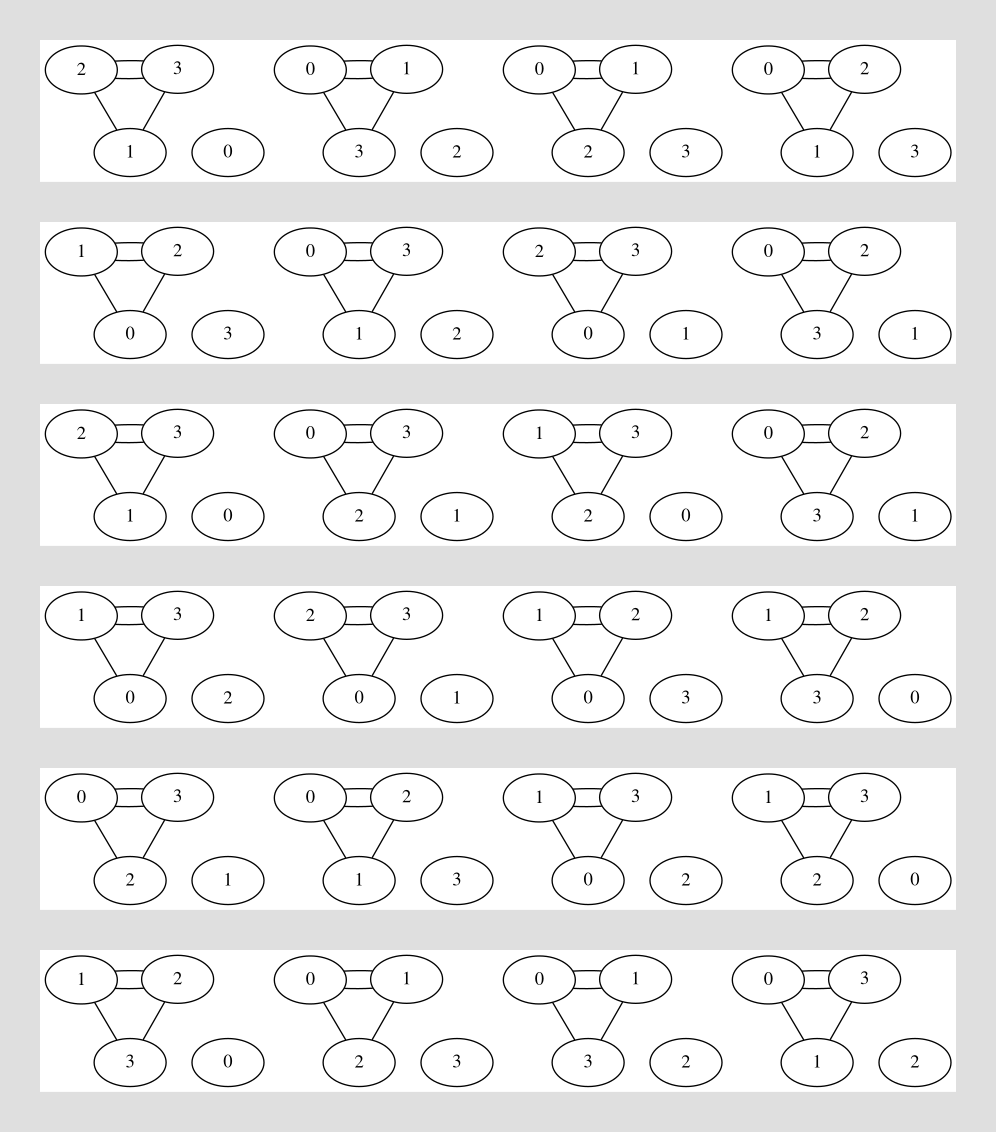 2 3 0 1 0 1 0 2
1 0 3 2 2 3 1 3
1 2 0 3 2 3 0 2
0 3 1 2 0 1 3 1
2 3 0 3 1 3 0 2
1 0 2 1 2 0 3 1
1 3 2 3 1 2 1 2
0 2 0 1 0 3 3 0
0 3 0 2 1 3 1 3
2 1 1 3 0 2 2 0
1 2 0 1 0 1 0 3
3 0 2 3 3 2 1 2